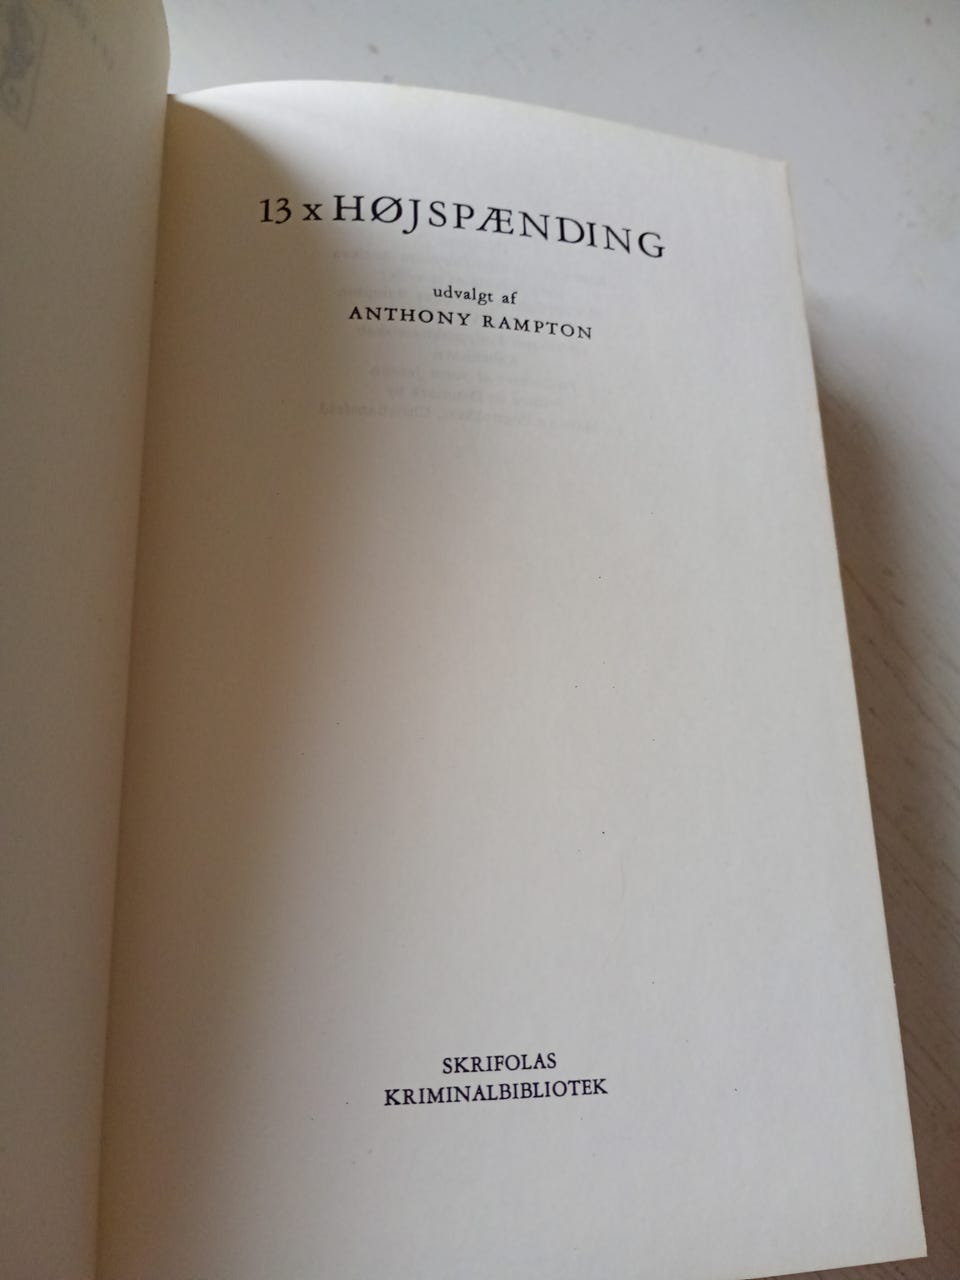 13 x HØJSPÆNDING
udvalgt af
ANTHONY RAMPTON
SKRIFOLAS
KRIMINALBIBLIOTEK